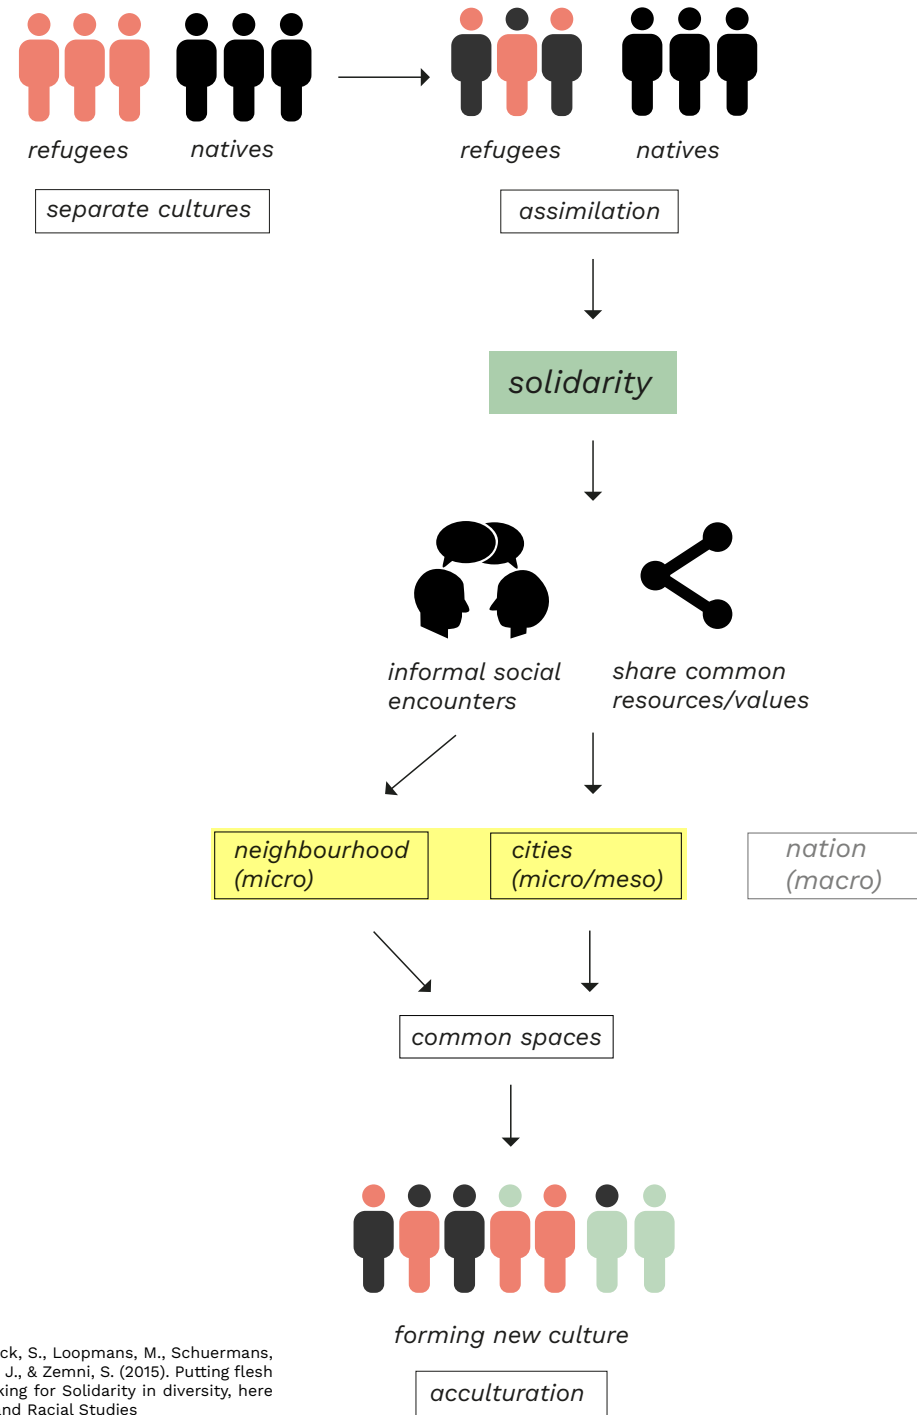 refugees
natives
refugees
natives
separate cultures
assimilation
solidarity
informal social
encounters
share common
resources/values
neighbourhood
(micro)
cities
(micro/meso)
nation
(macro)
common spaces
forming new culture
acculturation
ck, S., Loopmans, M., Schuermans,
J., & Zemni, S. (2015). Putting flesh
king for Solidarity in diversity, here
and Racial Studies